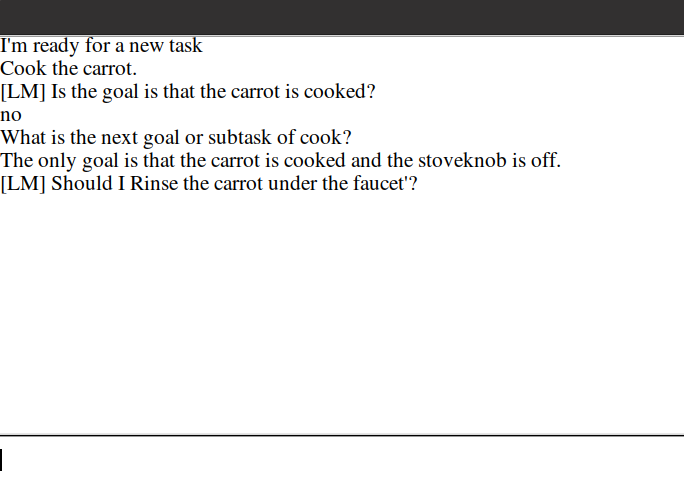 I'm ready for a new task
Cook the carrot.
[LM] Is the goal is that the carrot is cooked?
no
What is the next goal or subtask of cook?
The only goal is that the carrot is cooked and the stoveknob is off.
[LM] Should I Rinse the carrot under the faucet'?